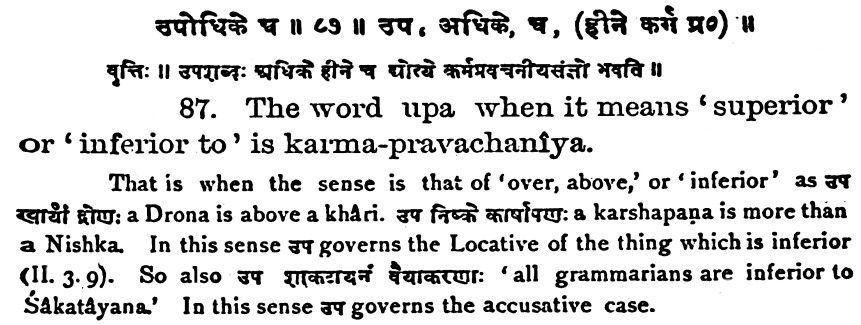 उपोधिके च ॥ ८७ ॥ उप, अधिके, च, (हीने कर्म प्र०) ॥
वृत्तिः ॥ उपशब्दः अधिके हीने च द्योत्ये कर्मप्रवचनीयसंज्ञो भवति ॥
87. The word upa when it means ‘superior’
or ‘inferior to’ is karma-pravachanîya.
That is when the sense is that of ‘over, above,’ or ‘inferior’ as उप
खार्यां द्रोणः a Drona is above a khâri. उप निष्के कार्षापणः a karshapaṇa is more than
a Nishka. In this sense उप governs the Locative of the thing which is inferior
(II. 3. 9). So also उप शाकटायनं वैयाकरणाः ‘all grammarians are inferior to
Śâkatâyana.’ In this sense उप governs the accusative case.